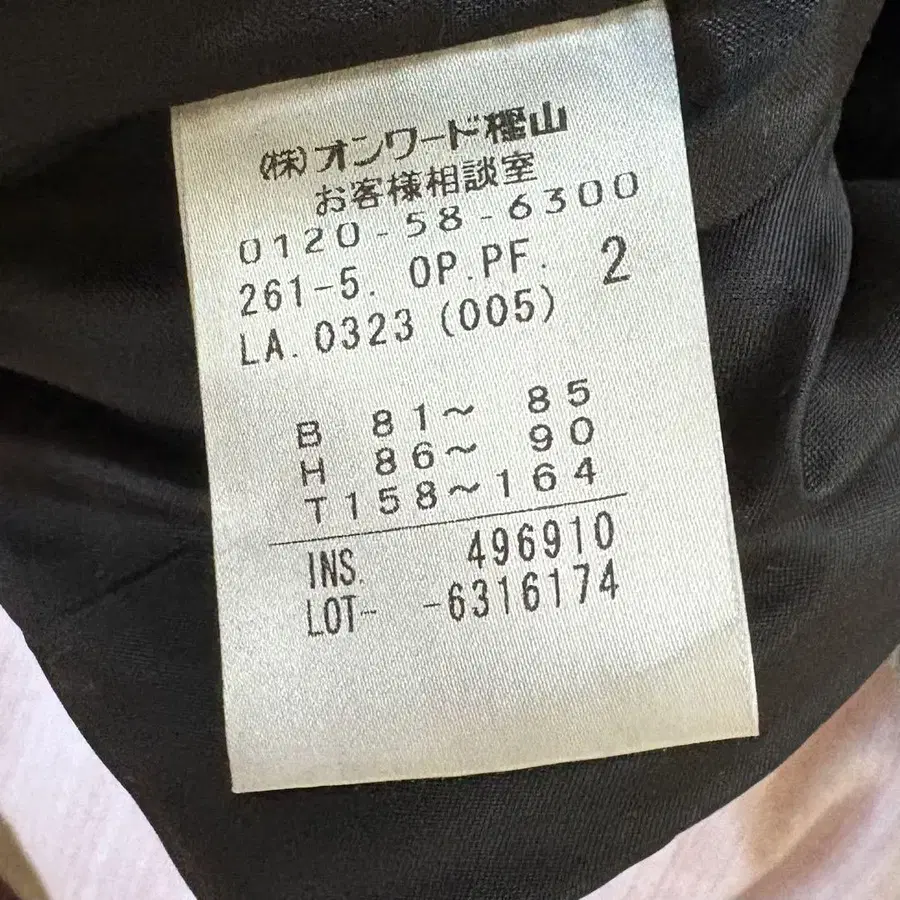 (株)オンワード樫山
お客様相談室
0120-58-6300
261-5. OP.PF. 2
LA.0323 (005)
B 81~ 85
H 86~ 90
T158~164
INS. 496910
LOT- -6316174